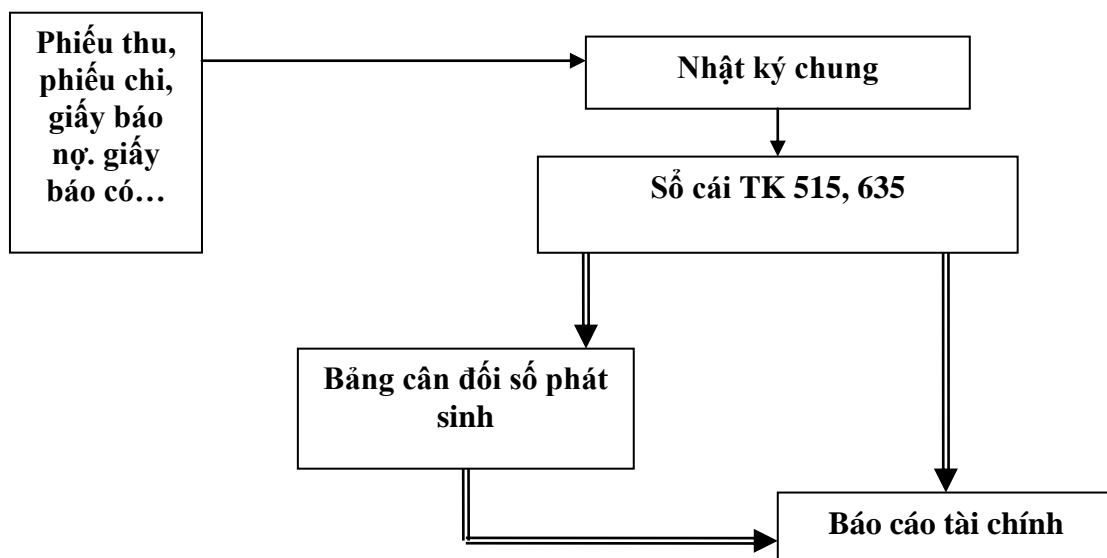 Phiếu thu,
phiếu chi,
giấy báo
nợ. giấy
báo có…
Nhật ký chung
Sổ cái TK 515, 635
Bảng cân đối số phát
sinh
Báo cáo tài chính